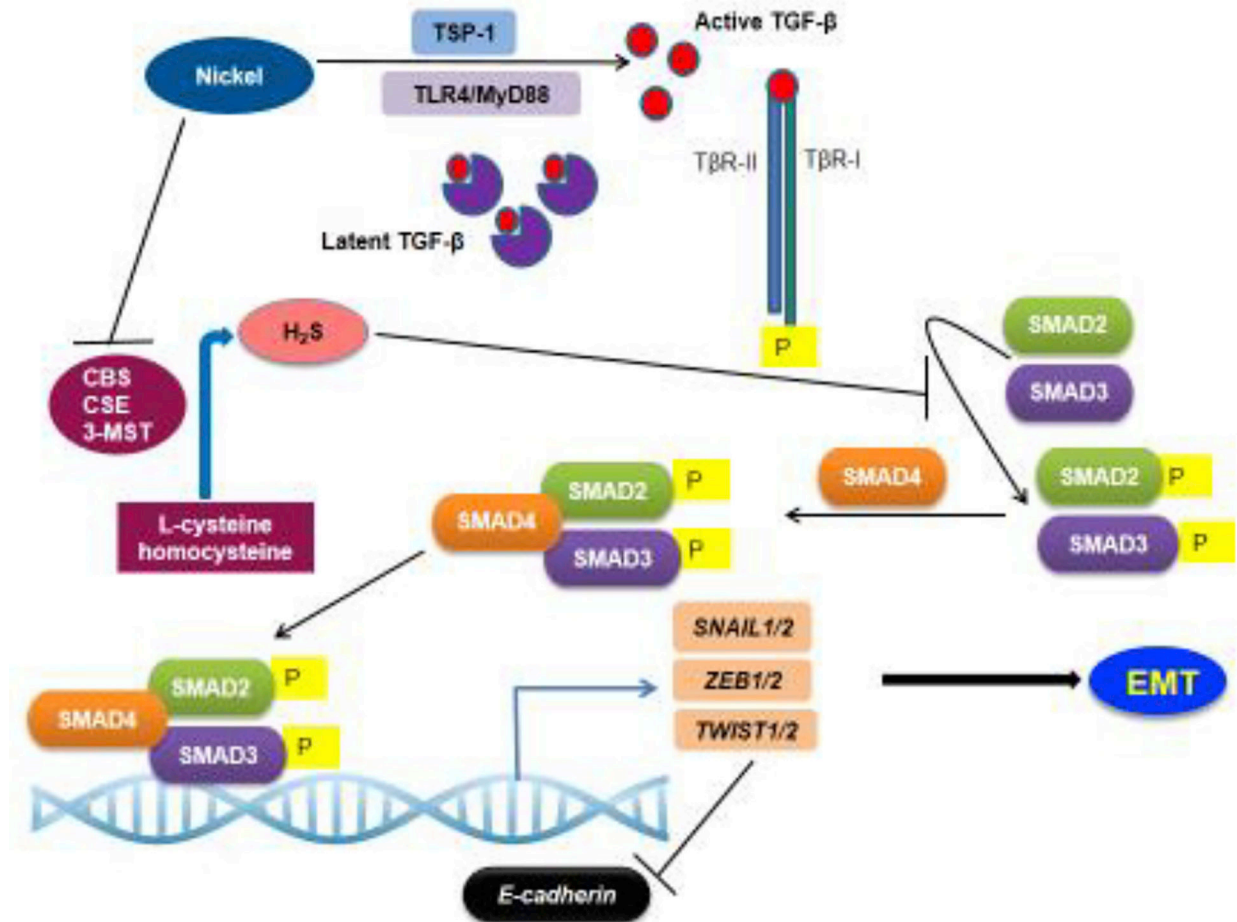 Active TGF-β
TSP-1
Nickel
TLR4/MyD88
TβR-II
TβR-I
Latent TGF-β
H₂S
P
SMAD2
SMAD3
CBS
CSE
3-MST
SMAD4
SMAD2
P
SMAD3
P
SMAD4
SMAD2
P
SMAD3
P
L-cysteine
homocysteine
SNAIL1/2
ZEB1/2
TWIST1/2
EMT
SMAD4
SMAD2
P
SMAD3
P
E-cadherin